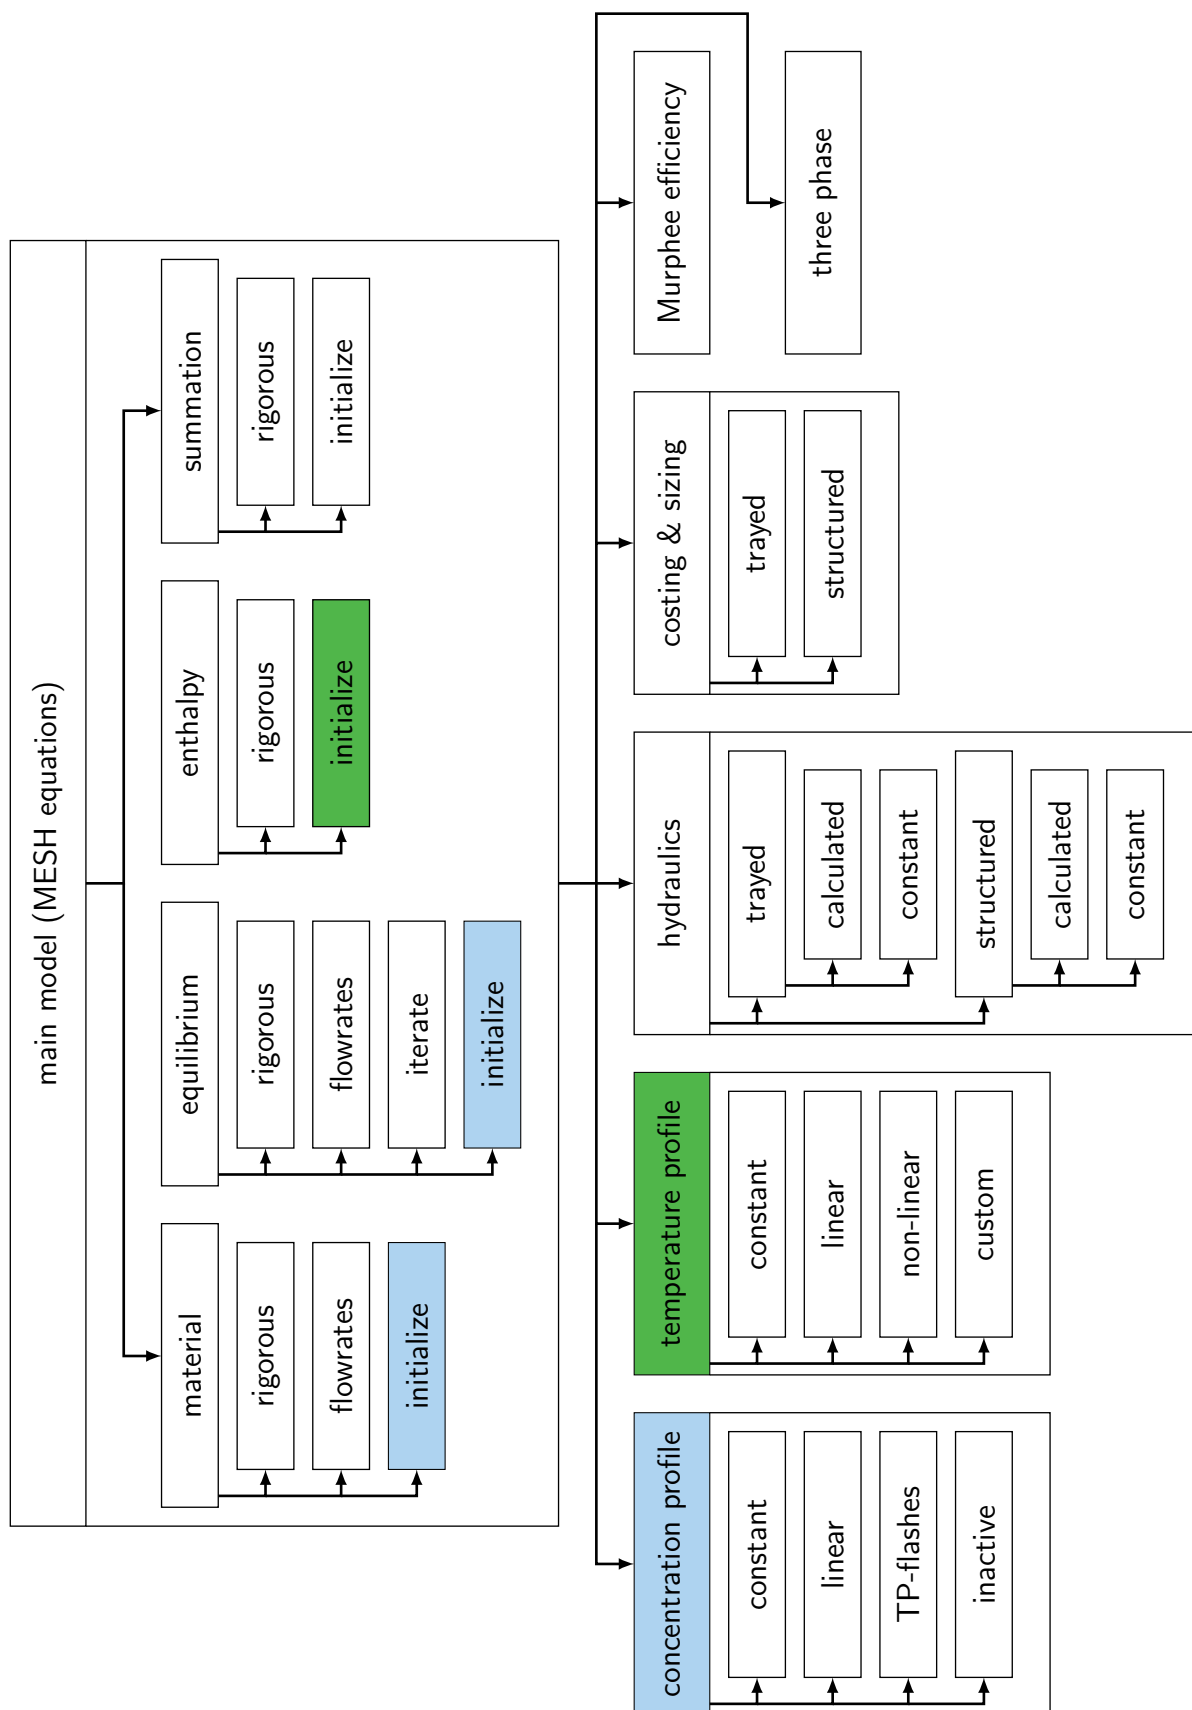 main model (MESH equations)
material
rigorous
flowrates
initialize
equilibrium
rigorous
flowrates
iterate
initialize
enthalpy
rigorous
initialize
summation
rigorous
initialize
concentration profile
constant
linear
TP-flashes
inactive
temperature profile
constant
linear
non-linear
custom
hydraulics
trayed
calculated
constant
structured
calculated
constant
costing & sizing
trayed
structured
Murphee efficiency
three phase